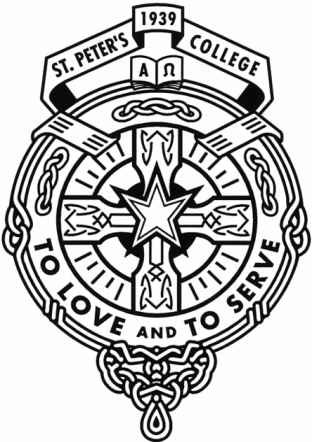 1939
ST. PETER'S COLLEGE
Α Ω
TO LOVE AND TO SERVE